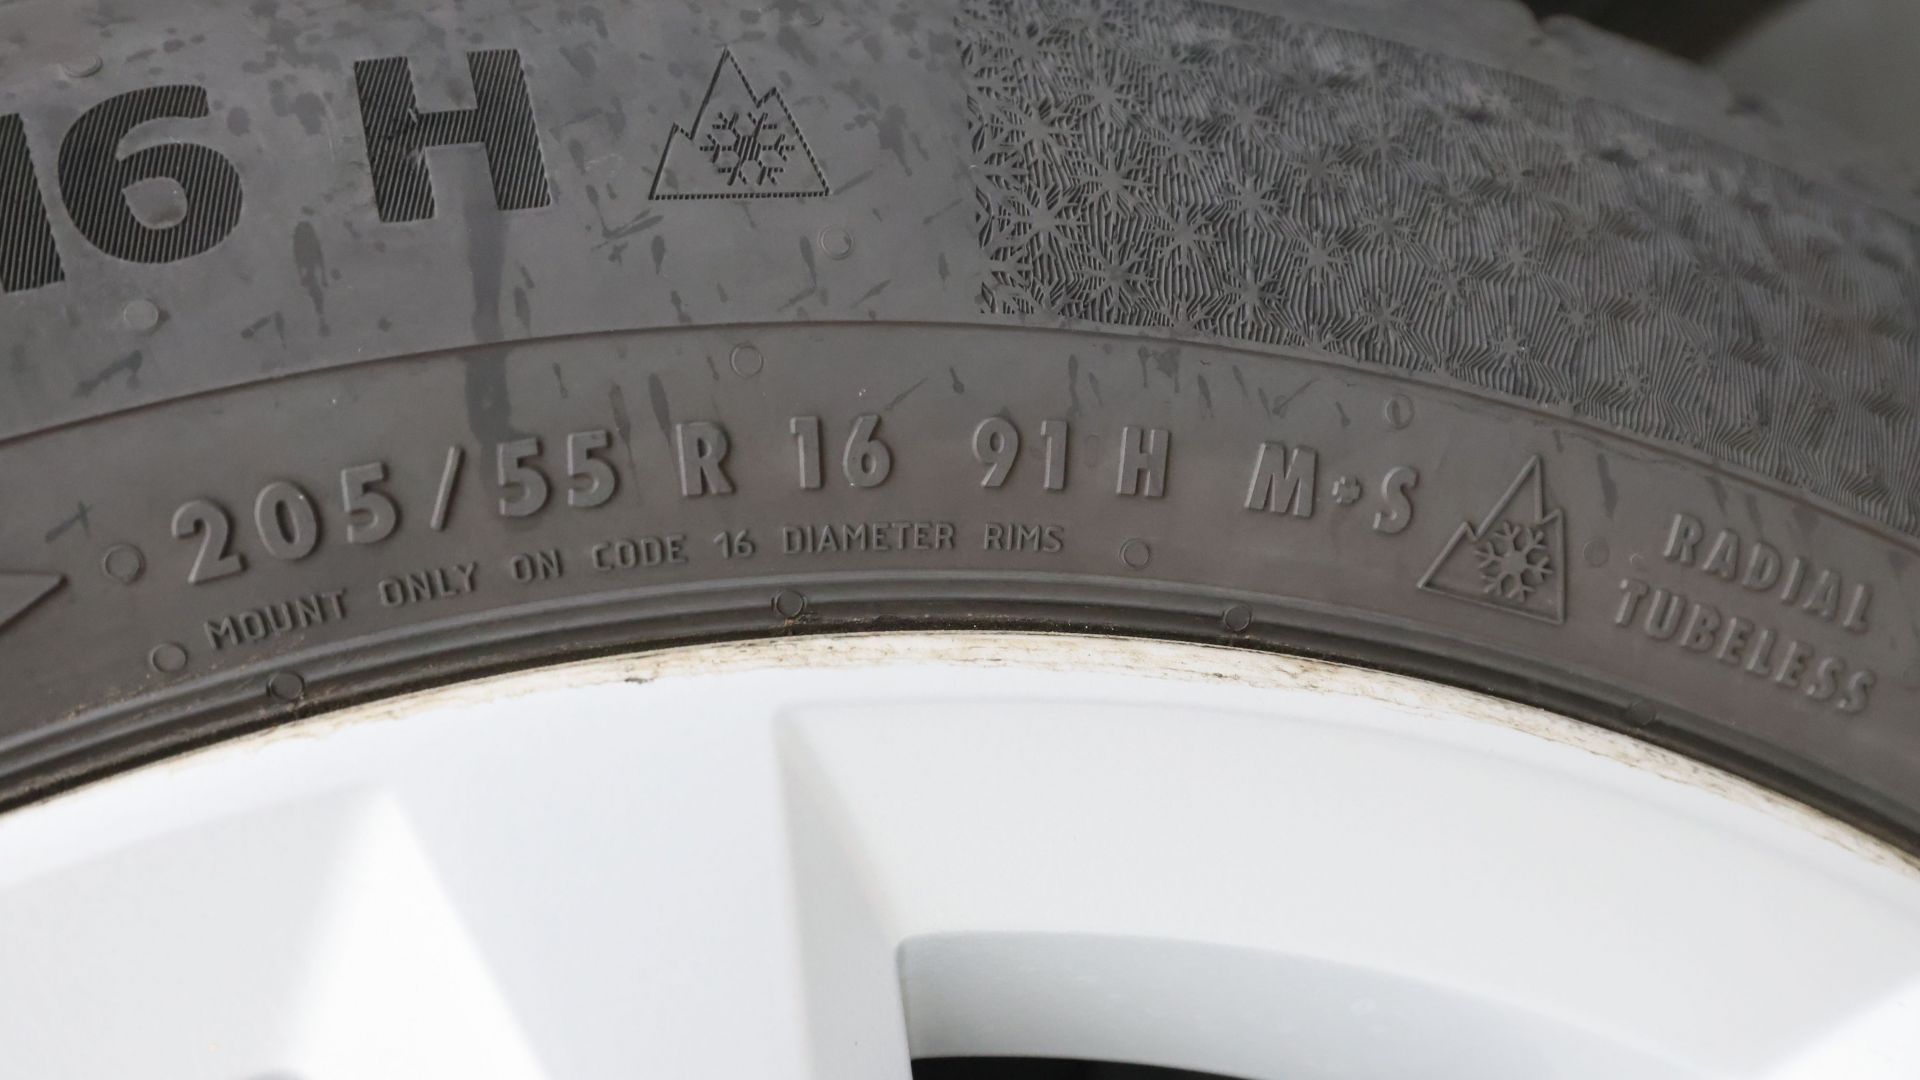 16 H
205/55 R 16 91 H M*S
MOUNT ONLY ON CODE 16 DIAMETER RIMS
RADIAL
TUBELESS